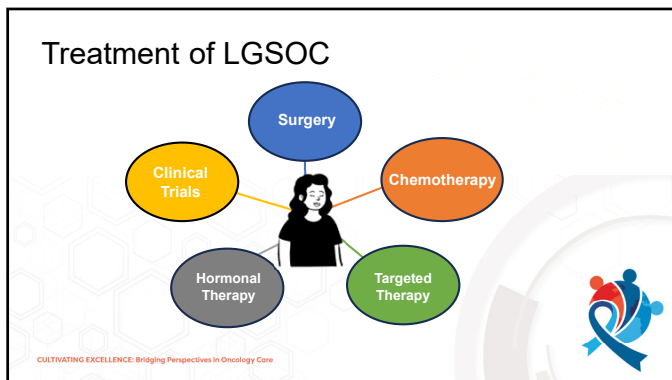 Treatment of LGSOC
Surgery
Clinical
Trials
Chemotherapy
Hormonal
Therapy
Targeted
Therapy
CULTIVATING EXCELLENCE: Bridging Perspectives in Oncology Care